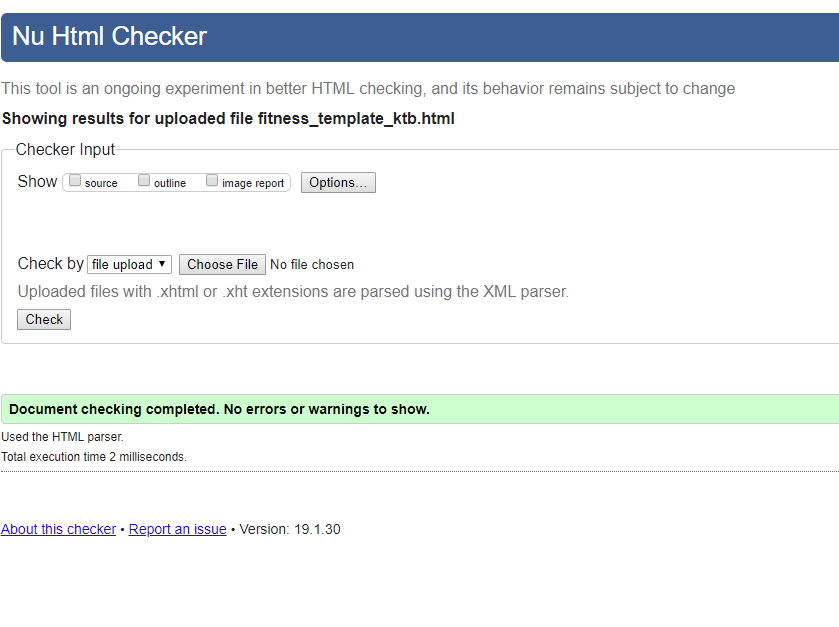 Nu Html Checker
This tool is an ongoing experiment in better HTML checking, and its behavior remains subject to change
Showing results for uploaded file fitness_template_ktb.html
Checker Input
Show source outline image report Options...
Check by file upload ▼ Choose File No file chosen
Uploaded files with .xhtml or .xht extensions are parsed using the XML parser.
Check
Document checking completed. No errors or warnings to show.
Used the HTML parser.
Total execution time 2 milliseconds.
About this checker • Report an issue • Version: 19.1.30